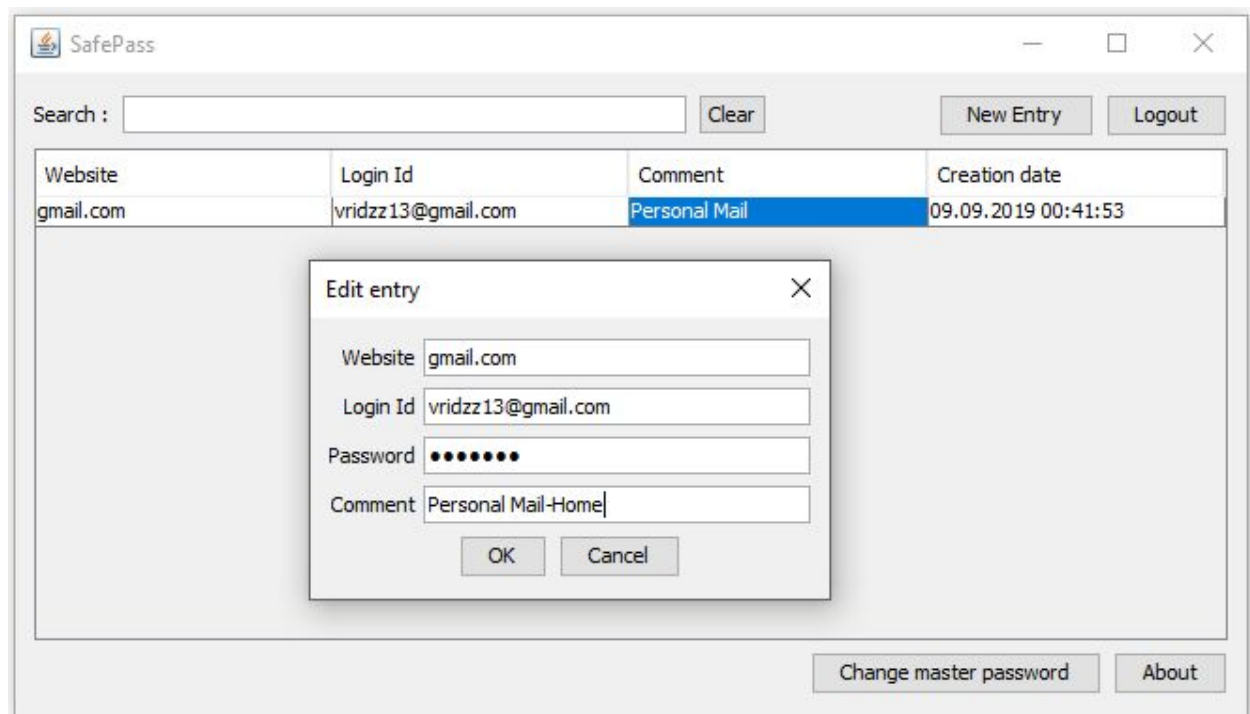 SafePass
Search : Clear New Entry Logout
Website Login Id Comment Creation date
gmail.com vridzz13@gmail.com Personal Mail 09.09.2019 00:41:53
Edit entry
Website gmail.com
Login Id vridzz13@gmail.com
Password •••••••
Comment Personal Mail-Home
OK Cancel
Change master password About